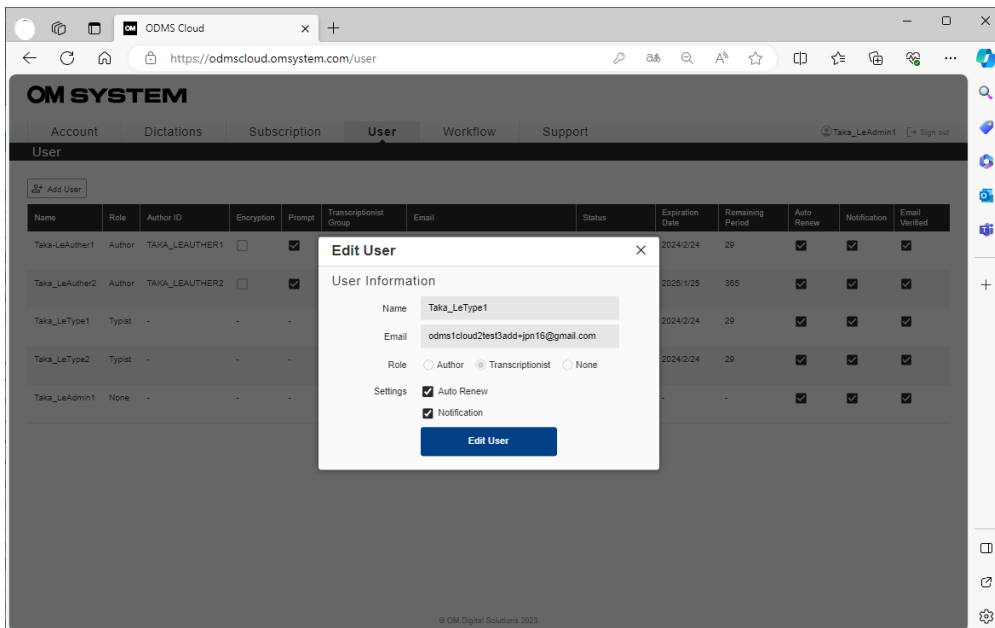 OM ODMS Cloud
https://odmscloud.omsystem.com/user
OM SYSTEM
Account Dictations Subscription User Workflow Support Taka_LeAdmin1 Sign out
User
Add User
Name Role Author ID Encryption Prompt Transcriptionist Group Email Status Expiration Date Remaining Period Auto Renew Notification Email Verified
Taka-LeAuther1 Author TAKA_LEAUTHER1 2024/2/24 29
Taka_LeAuther2 Author TAKA_LEAUTHER2 2025/1/25 365
Taka_LeType1 Typist - - - 2024/2/24 29
Taka_LeType2 Typist - - - 2024/2/24 29
Taka_LeAdmin1 None - - - - -
Edit User
User Information
Name Taka_LeType1
Email odms1cloud2test3add+jpn16@gmail.com
Role Author Transcriptionist None
Settings Auto Renew
Notification
Edit User
© OM Digital Solutions 2023